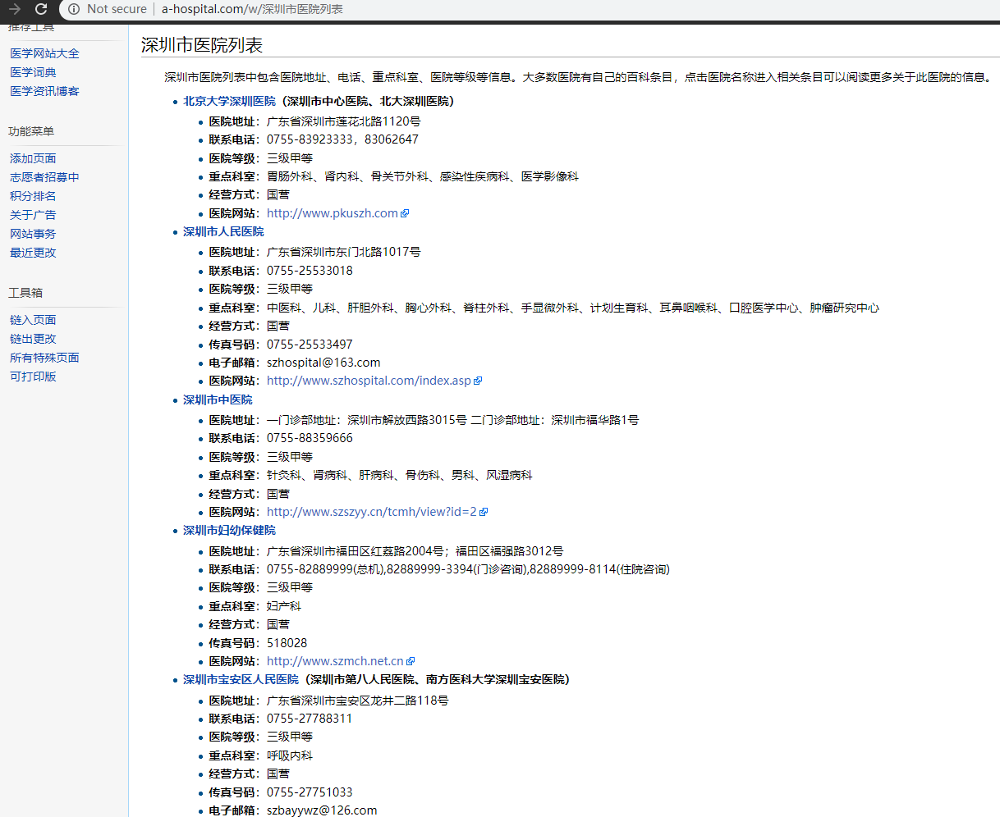 Not secure | a-hospital.com/w/深圳市医院列表
推荐工具
医学网站大全
医学词典
医学资讯博客
功能菜单
添加页面
志愿者招募中
积分排名
关于广告
网站事务
最近更改
工具箱
链入页面
链出更改
所有特殊页面
可打印版
深圳市医院列表
深圳市医院列表中包含医院地址、电话、重点科室、医院等级等信息。大多数医院有自己的百科条目，点击医院名称进入相关条目可以阅读更多关于此医院的信息。
北京大学深圳医院（深圳市中心医院、北大深圳医院）
医院地址：广东省深圳市莲花北路1120号
联系电话：0755-83923333，83062647
医院等级：三级甲等
重点科室：胃肠外科、肾内科、骨关节外科、感染性疾病科、医学影像科
经营方式：国营
医院网站：http://www.pkuszh.com
深圳市人民医院
医院地址：广东省深圳市东门北路1017号
联系电话：0755-25533018
医院等级：三级甲等
重点科室：中医科、儿科、肝胆外科、胸心外科、脊柱外科、手显微外科、计划生育科、耳鼻咽喉科、口腔医学中心、肿瘤研究中心
经营方式：国营
传真号码：0755-25533497
电子邮箱：szhospital@163.com
医院网站：http://www.szhospital.com/index.asp
深圳市中医院
医院地址：一门诊部地址：深圳市解放西路3015号 二门诊部地址：深圳市福华路1号
联系电话：0755-88359666
医院等级：三级甲等
重点科室：针灸科、肾病科、肝病科、骨伤科、男科、风湿病科
经营方式：国营
医院网站：http://www.szszyy.cn/tcmh/view?id=2
深圳市妇幼保健院
医院地址：广东省深圳市福田区红荔路2004号；福田区福强路3012号
联系电话：0755-82889999(总机),82889999-3394(门诊咨询),82889999-8114(住院咨询)
医院等级：三级甲等
重点科室：妇产科
经营方式：国营
传真号码：518028
医院网站：http://www.szmch.net.cn
深圳市宝安区人民医院（深圳市第八人民医院、南方医科大学深圳宝安医院）
医院地址：广东省深圳市宝安区龙井二路118号
联系电话：0755-27788311
医院等级：三级甲等
重点科室：呼吸内科
经营方式：国营
传真号码：0755-27751033
电子邮箱：szbayywz@126.com